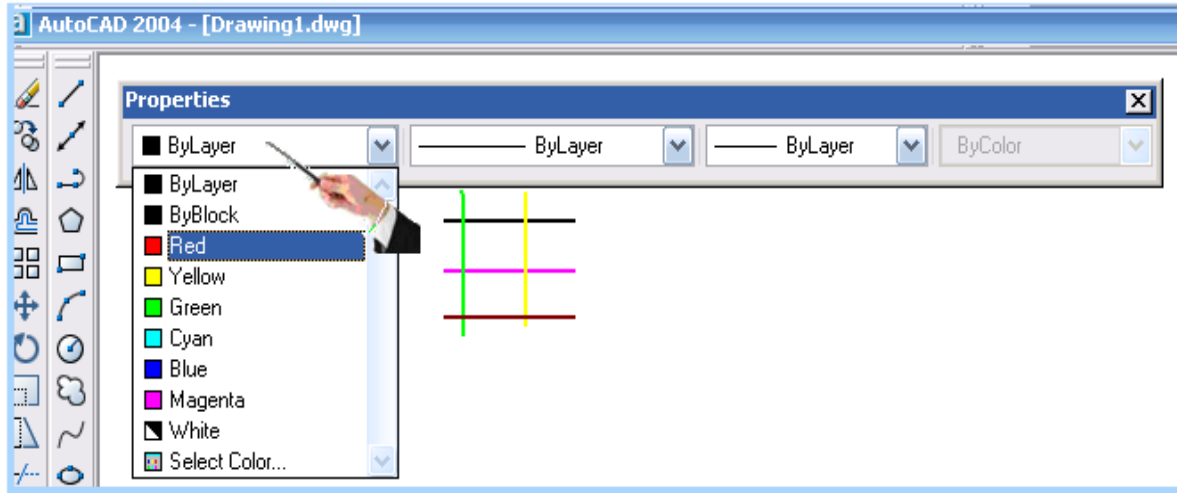 AutoCAD 2004 - [Drawing1.dwg]
Properties
ByLayer ByLayer ByLayer ByColor
ByLayer
ByBlock
Red
Yellow
Green
Cyan
Blue
Magenta
White
Select Color...